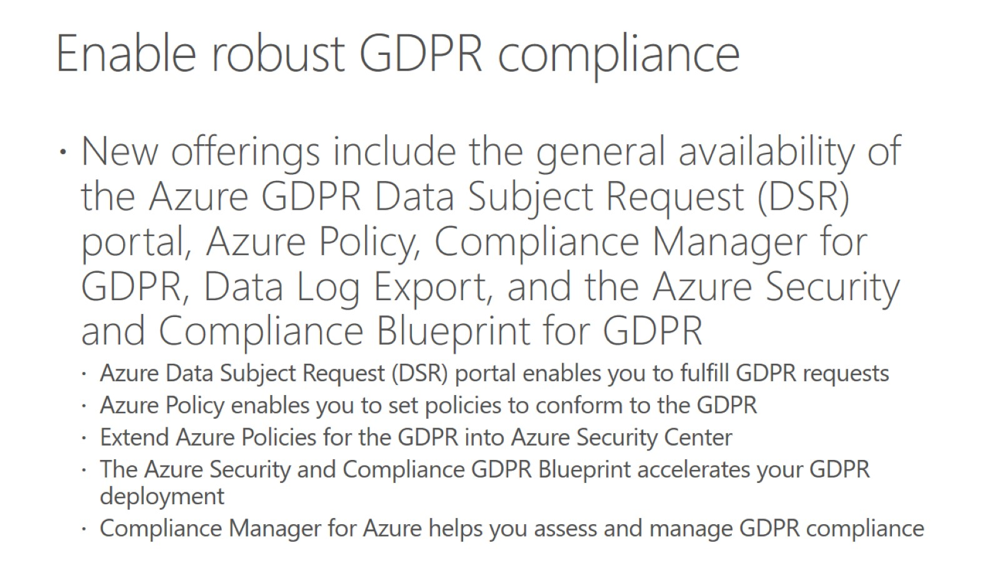 Enable robust GDPR compliance
· New offerings include the general availability of
the Azure GDPR Data Subject Request (DSR)
portal, Azure Policy, Compliance Manager for
GDPR, Data Log Export, and the Azure Security
and Compliance Blueprint for GDPR
· Azure Data Subject Request (DSR) portal enables you to fulfill GDPR requests
· Azure Policy enables you to set policies to conform to the GDPR
· Extend Azure Policies for the GDPR into Azure Security Center
· The Azure Security and Compliance GDPR Blueprint accelerates your GDPR
deployment
· Compliance Manager for Azure helps you assess and manage GDPR compliance